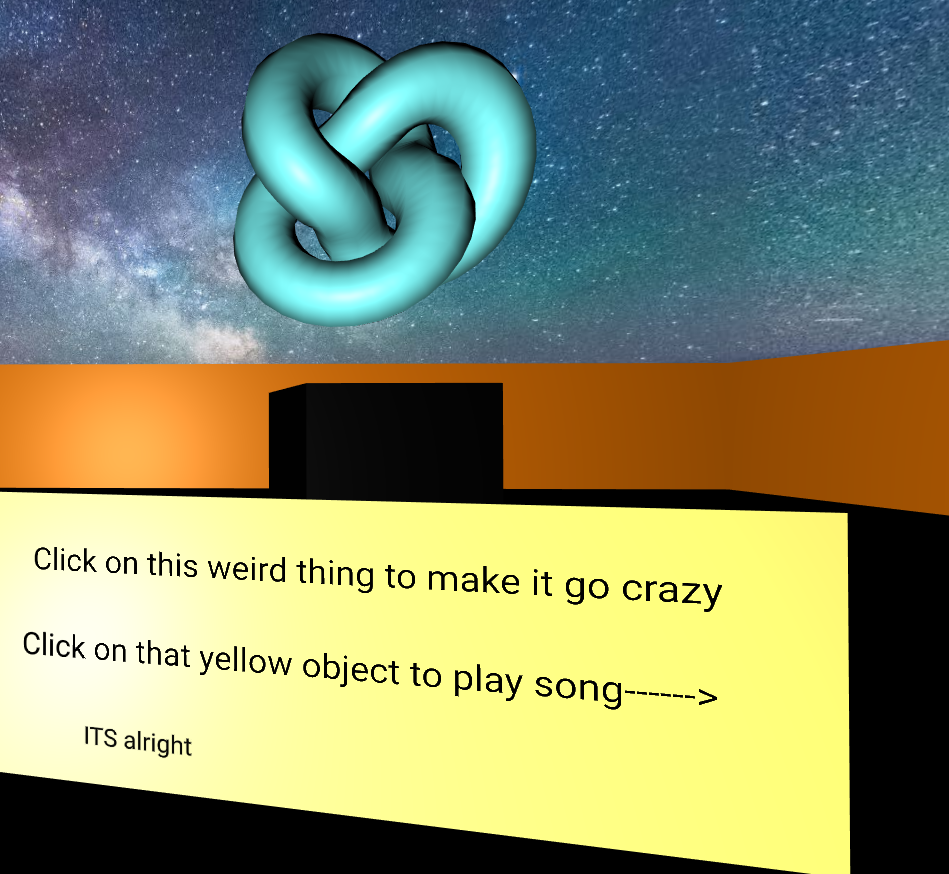 Click on this weird thing to make it go crazy
Click on that yellow object to play song------>
ITS alright